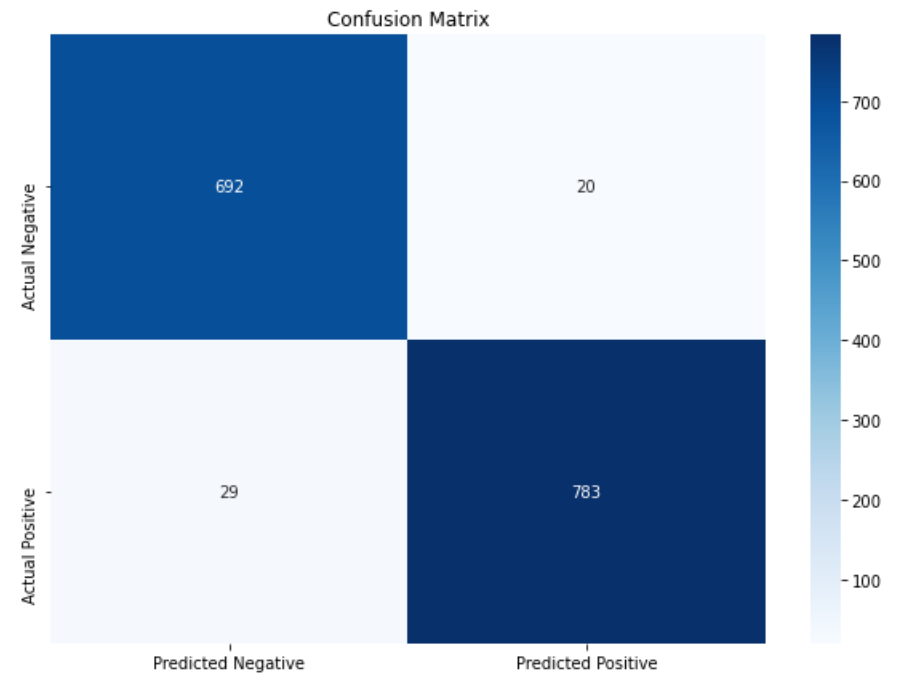 Confusion Matrix
Actual Negative
692
20
Actual Positive
29
783
Predicted Negative
Predicted Positive
700
600
500
400
300
200
100